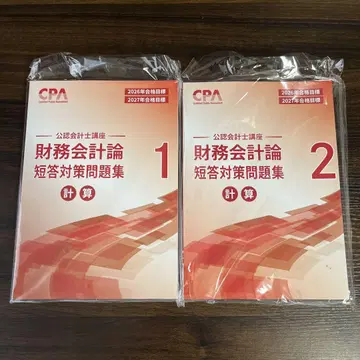 CPA
2026年合格目標
2027年合格目標
公認会計士講座
財務会計論
短答対策問題集
1
計算
CPA
2026年合格目標
2027年合格目標
公認会計士講座
財務会計論
短答対策問題集
2
計算